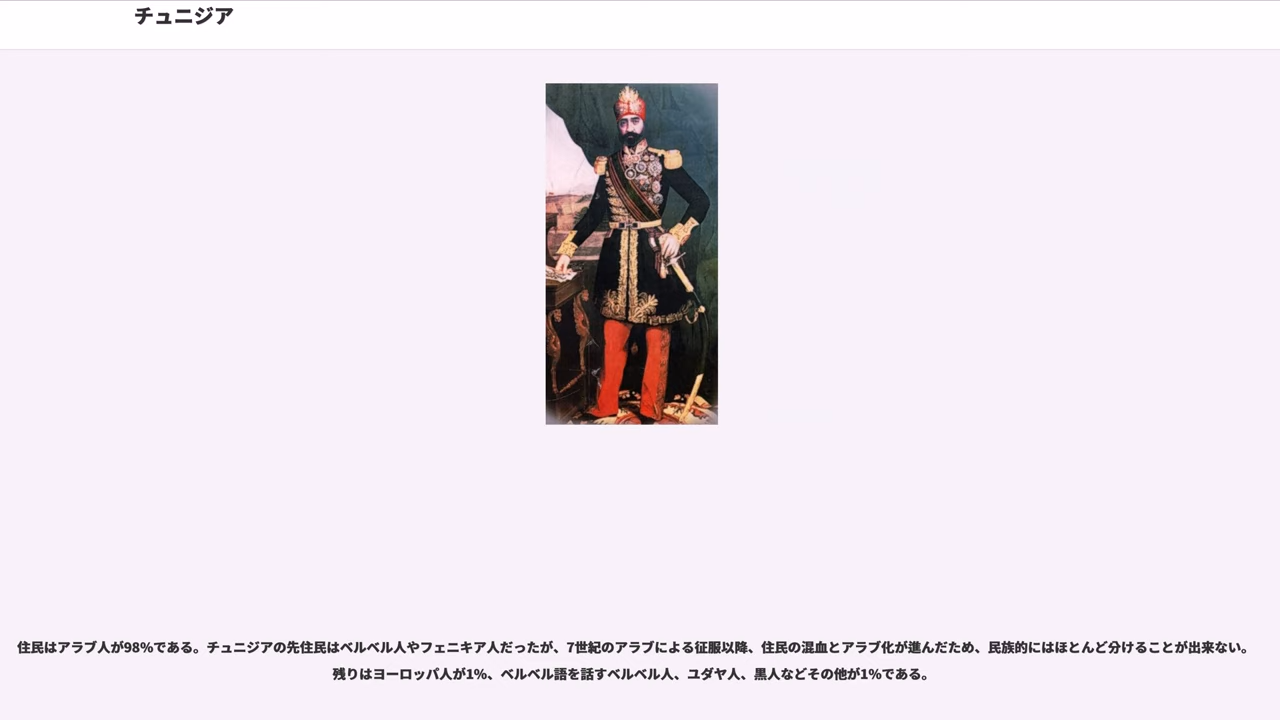 チュニジア
住民はアラブ人が98%である。チュニジアの先住民はベルベル人やフェニキア人だったが、7世紀のアラブによる征服以降、住民の混血とアラブ化が進んだため、民族的にはほとんど分けることが出来ない。
残りはヨーロッパ人が1%、ベルベル語を話すベルベル人、ユダヤ人、黒人などその他が1%である。